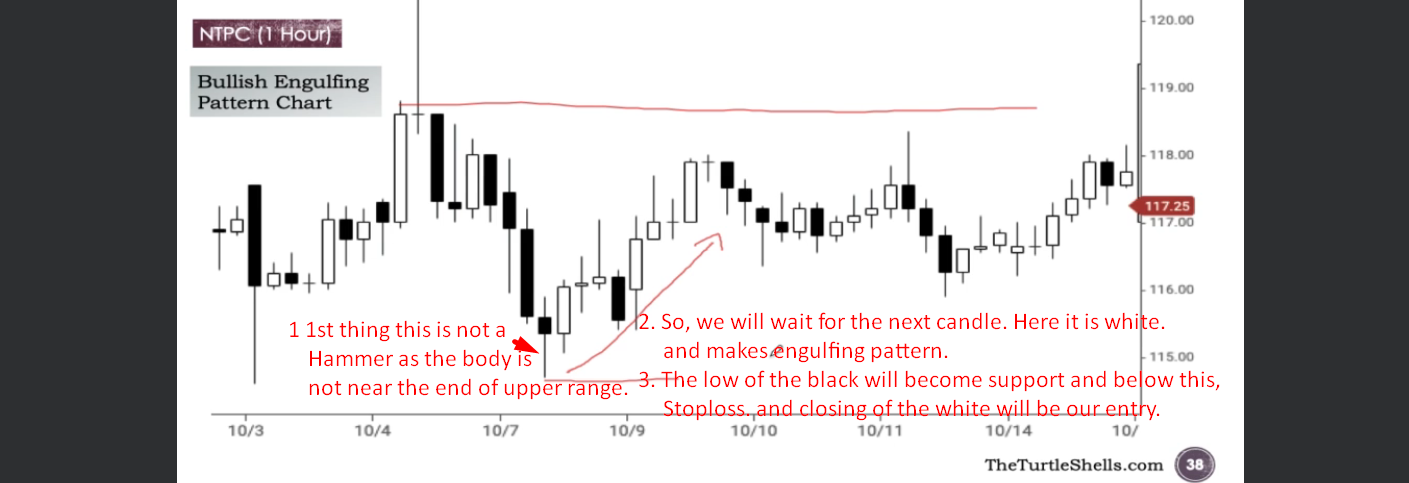 NTPC (1 Hour)
Bullish Engulfing
Pattern Chart
120.00
119.00
118.00
117.25
117.00
116.00
115.00
1 1st thing this is not a
Hammer as the body is
not near the end of upper range.
2. So, we will wait for the next candle. Here it is white.
and makes engulfing pattern.
3. The low of the black will become support and below this,
Stoploss. and closing of the white will be our entry.
10/3 10/4 10/7 10/9 10/10 10/11 10/14 10/
TheTurtleShells.com 38